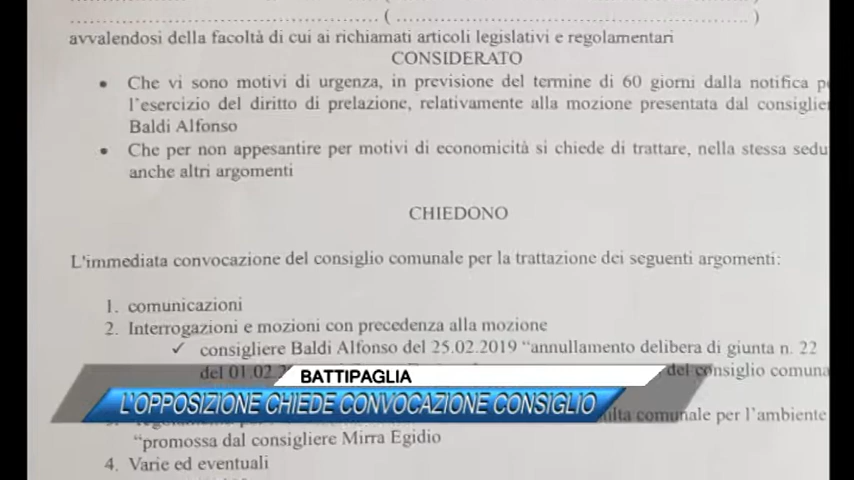 .......................................................... ( .................................................................. )
avvalendosi della facoltà di cui ai richiamati articoli legislativi e regolamentari
CONSIDERATO
• Che vi sono motivi di urgenza, in previsione del termine di 60 giorni dalla notifica
l'esercizio del diritto di prelazione, relativamente alla mozione presentata dal
Baldi Alfonso
• Che per non appesantire per motivi di economicità si chiede di trattare, nella stessa
anche altri argomenti
CHIEDONO
L'immediata convocazione del consiglio comunale per la trattazione dei seguenti argomenti:
1. comunicazioni
2. Interrogazioni e mozioni con precedenza alla mozione
✓ consigliere Baldi Alfonso del 25.02.2019 “annullamento delibera di giunta n. 22
del del consiglio
BATTIPAGLIA
L'OPPOSIZIONE CHIEDE CONVOCAZIONE CONSIGLIO
comunale per l'ambiente
“promossa dal consigliere Mirra Egidio
4. Varie ed eventuali